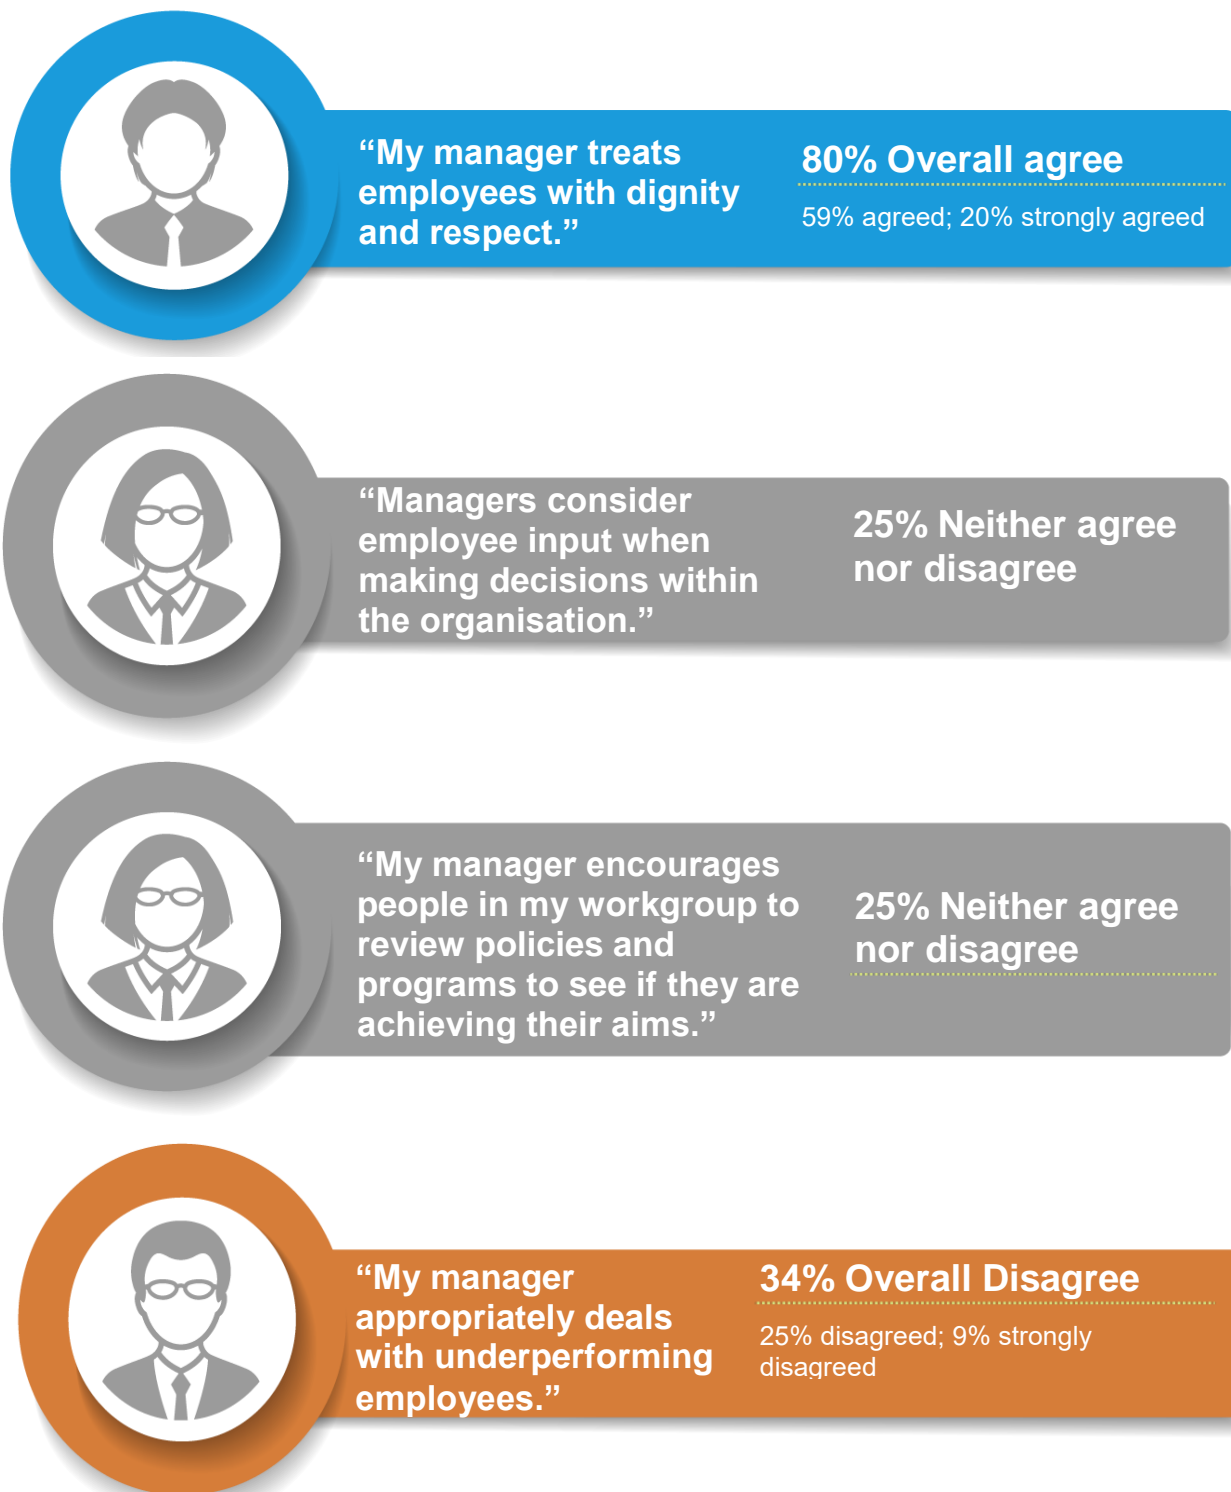 “My manager treats
employees with dignity
and respect.”
80% Overall agree
59% agreed; 20% strongly agreed
“Managers consider
employee input when
making decisions within
the organisation.”
25% Neither agree
nor disagree
“My manager encourages
people in my workgroup to
review policies and
programs to see if they are
achieving their aims.”
25% Neither agree
nor disagree
“My manager
appropriately deals
with underperforming
employees.”
34% Overall Disagree
25% disagreed; 9% strongly
disagreed